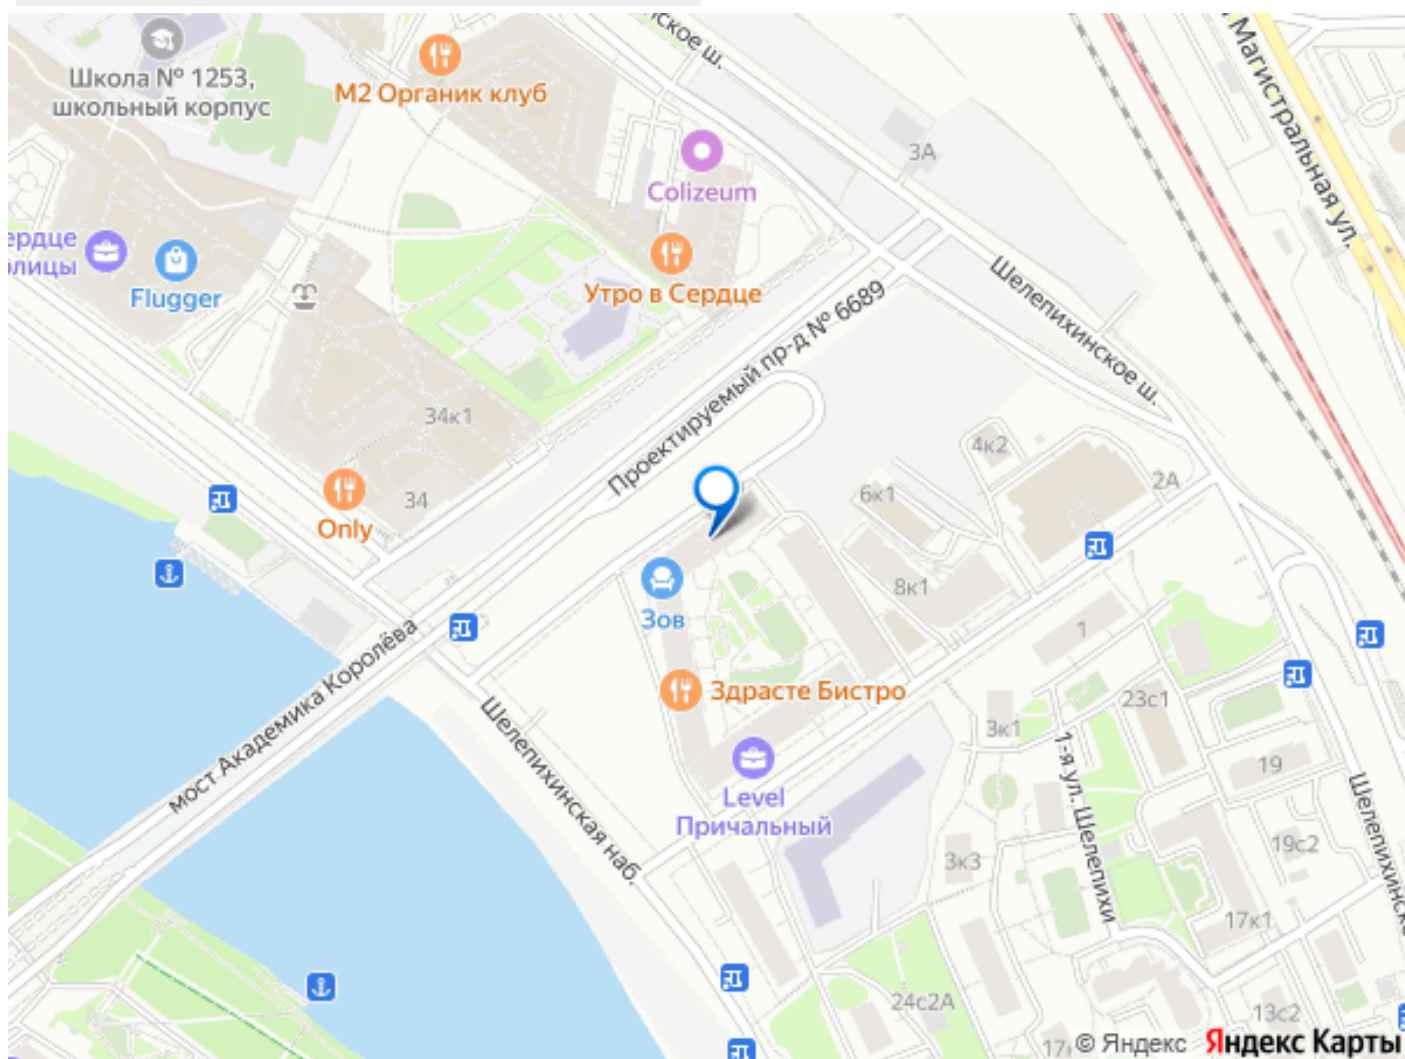 ское ш.
Магистральная ул.
Школа № 1253,
школьный корпус
М2 Органик клуб
3А
Colizeum
ердце
олицы
Flugger
Утро в Сердце
Шелепихинское ш.
Проектируемый пр-д № 6689
34к1
34
Only
4к2
2А
6к1
8к1
Зов
1
мост Академика Королёва
Здрасте Бистро
Шелепихинская наб.
3к1
23с1
1-я ул. Шелепихи
19
Level
Причальный
Шелепихинско
19с2
3к3
17к1
24с2А
13с2
17
© Яндекс
Яндекс Карты